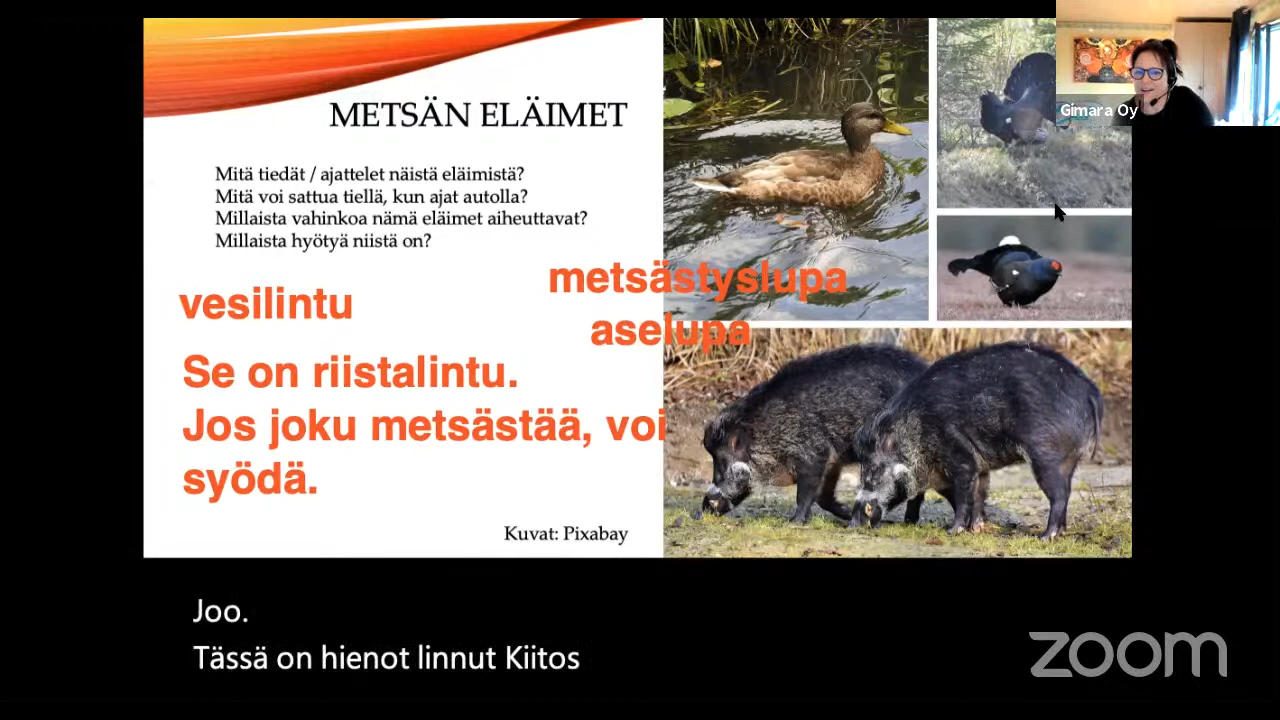 METSÄN ELÄIMET
Mitä tiedät / ajattelet näistä eläimistä?
Mitä voi sattua tiellä, kun ajat autolla?
Millaista vahinkoa nämä eläimet aiheuttavat?
Millaista hyötyä niistä on?
metsästyslupa
aselupa
vesilintu
Se on riistalintu.
Jos joku metsästää, voi
syödä.
Kuvat: Pixabay
Gimara Oy
Joo.
Tässä on hienot linnut Kiitos
zoom